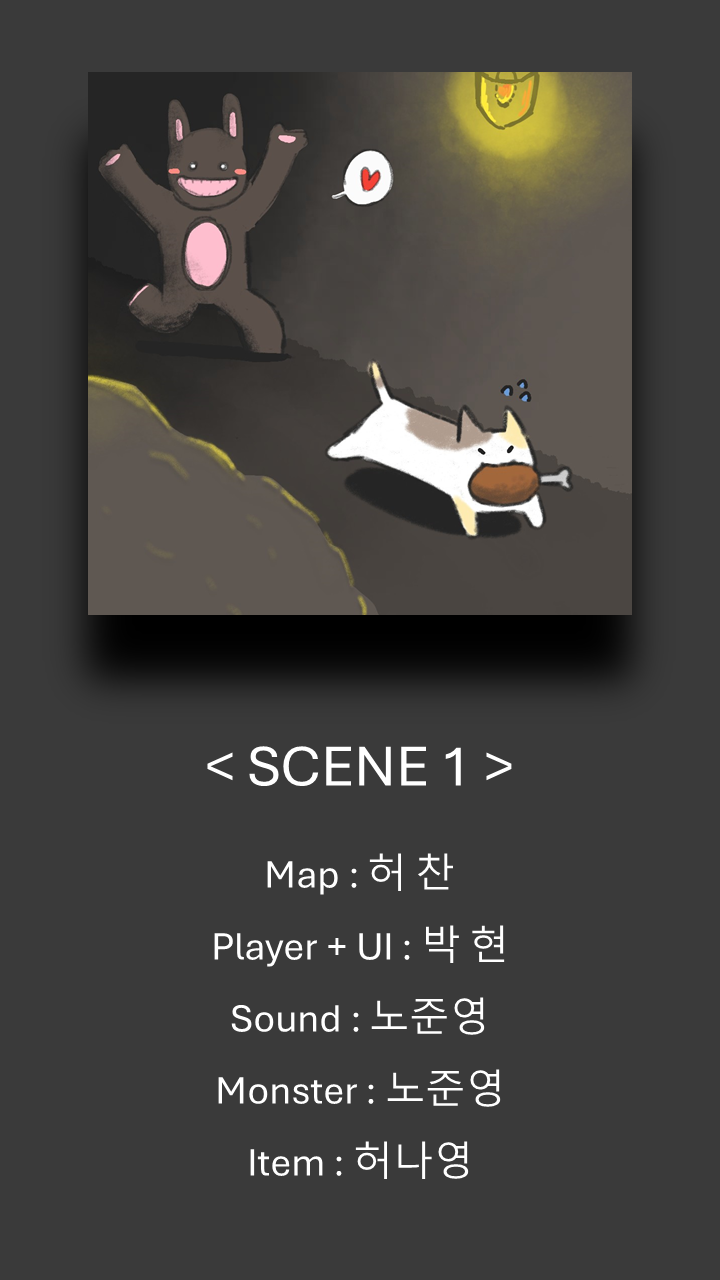 < SCENE 1 >
Map : 허 찬
Player + UI : 박 현
Sound : 노준영
Monster : 노준영
Item : 허나영